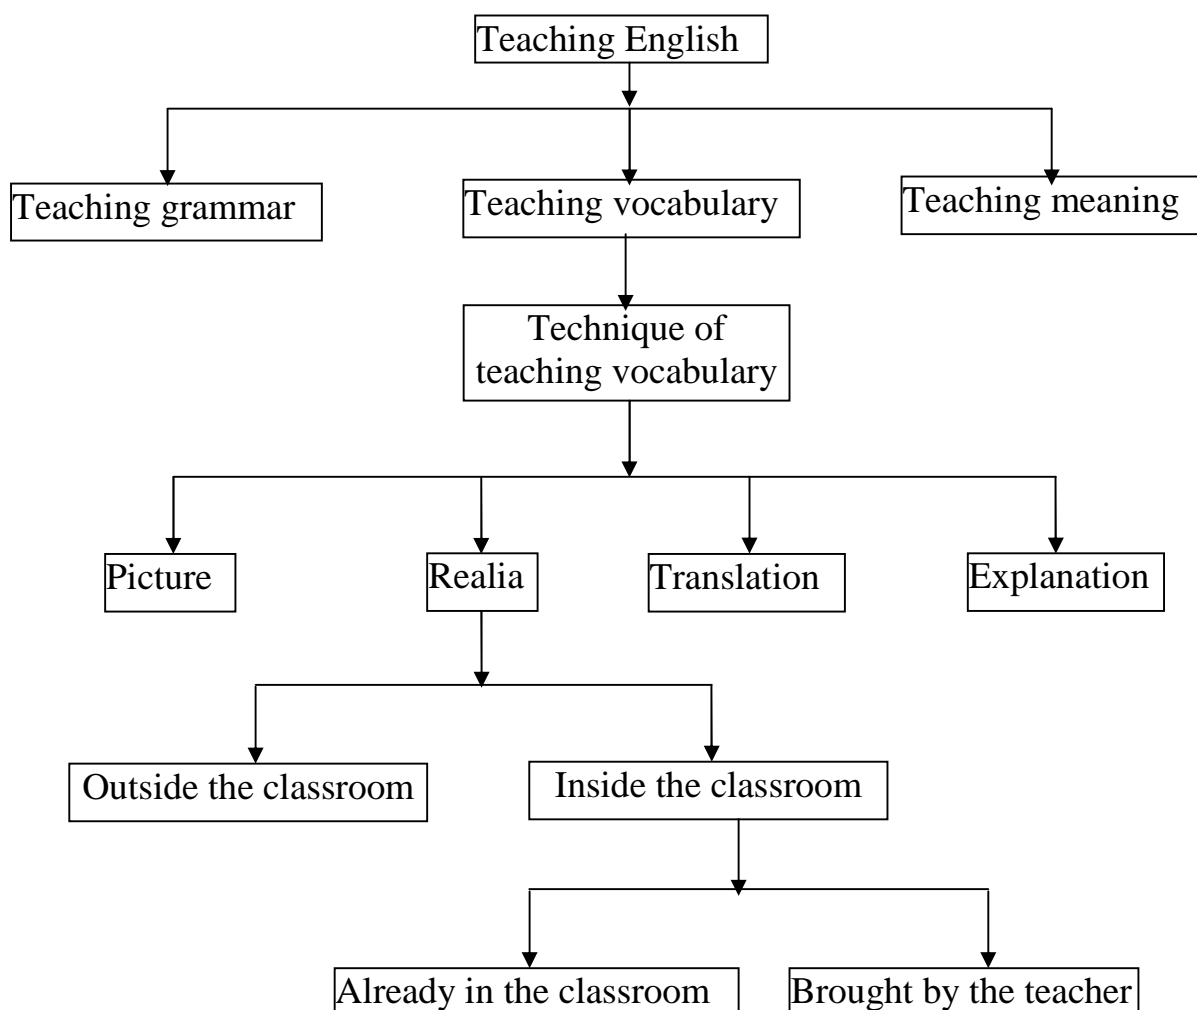 Teaching English
Teaching grammar
Teaching vocabulary
Teaching meaning
Technique of
teaching vocabulary
Picture
Realia
Translation
Explanation
Outside the classroom
Inside the classroom
Already in the classroom
Brought by the teacher